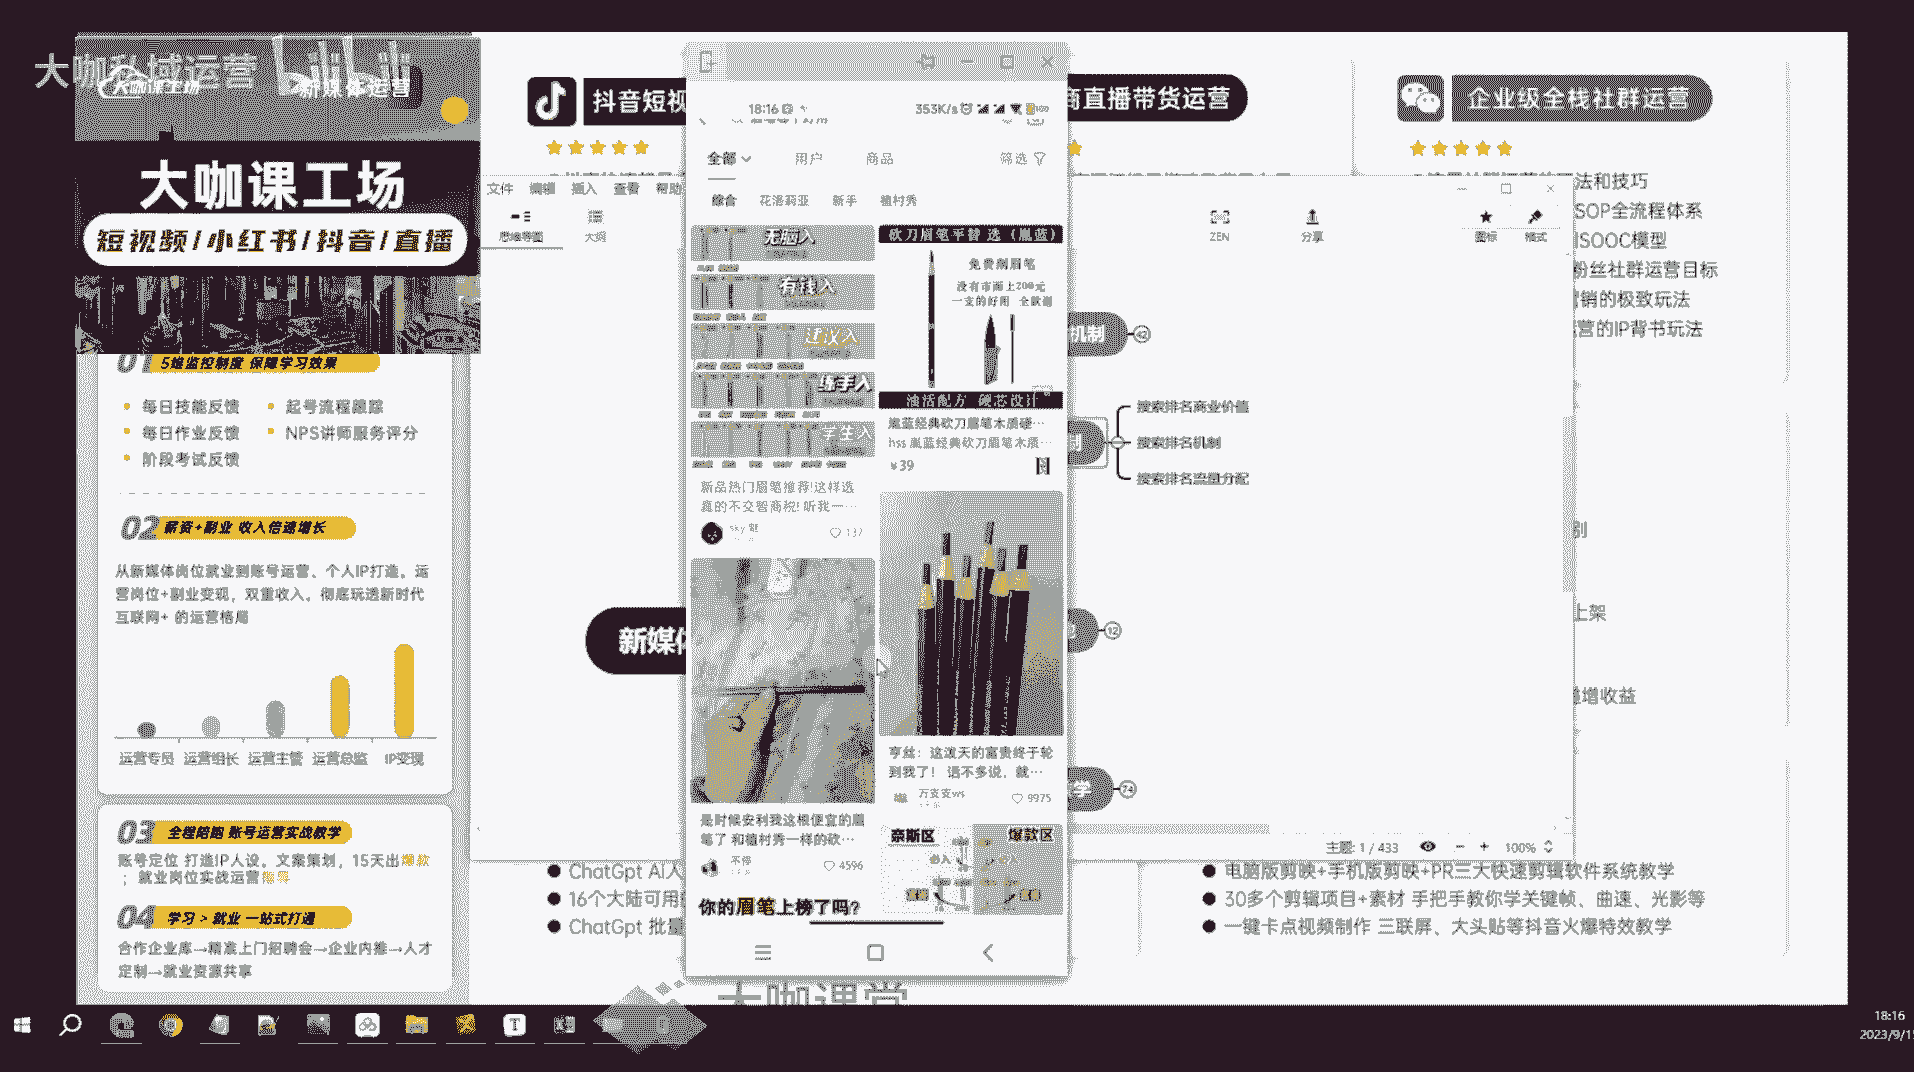 大咖私域运营
大咖课工场
新媒体运营
大咖课工场
短视频/小红书/抖音/直播
01 5维监控制度 保障学习效果
每日技能反馈
起号流程跟踪
每日作业反馈
NPS讲师服务评分
阶段考试反馈
02 薪资+副业 收入倍速增长
从新媒体岗位就业到账号运营、个人IP打造。运
营岗位+副业变现，双重收入。彻底玩透新时代
互联网+ 的运营格局
运营专员 运营组长 运营主管 运营总监 IP变现
03 全程陪跑 账号运营实战教学
账号定位 打造IP人设。文案策划，15天出爆款
；就业岗位实战运营指导
04 学习 > 就业 一站式打通
合作企业库→精准上门招聘会→企业内推→人才
定制→就业资源共享
抖音短视
商直播带货运营
企业级全栈社群运营
法和技巧
SOP全流程体系
ISOOC模型
粉丝社群运营目标
营销的极致玩法
营的IP背书玩法
文件 编辑 插入 查看 帮助
思维导图
大纲
ZEN
分享
图标
格式
机制
42
制
搜索排名商业价值
搜索排名机制
搜索排名流量分配
新媒体
12
学
74
上架
增收益
主题: 1 / 433
100%
18:16
353K/s
全部
用户
商品
筛选
综合
花洛莉亚
新手
植村秀
无脑入
有钱入
建议入
练手入
学生入
新品热门眉笔推荐!这样选
真的不交智商税! 听我一…
sky
137
砍刀眉笔平替 选（胤蓝）
免费削眉笔
没有市面上200元
一支的好用 全款割
油活配方 硬芯设计
胤蓝经典砍刀眉笔木质硬…
hss 胤蓝经典砍刀眉笔木质…
¥39
是时候安利我这根便宜的眉
笔了 和植村秀一样的砍…
不停
4596
亨丝：这泼天的富贵终于轮
到我了！ 话不多说，就…
9975
你的眉笔上榜了吗?
奈斯区
爆款区
ChatGpt AI人
16个大陆可用
ChatGpt 批量
电脑版剪映+手机版剪映+PR三大快速剪辑软件系统教学
30多个剪辑项目+素材 手把手教你学关键帧、曲速、光影等
一键卡点视频制作 三联屏、大头贴等抖音火爆特效教学
大咖课堂
18:16
2023/9/1